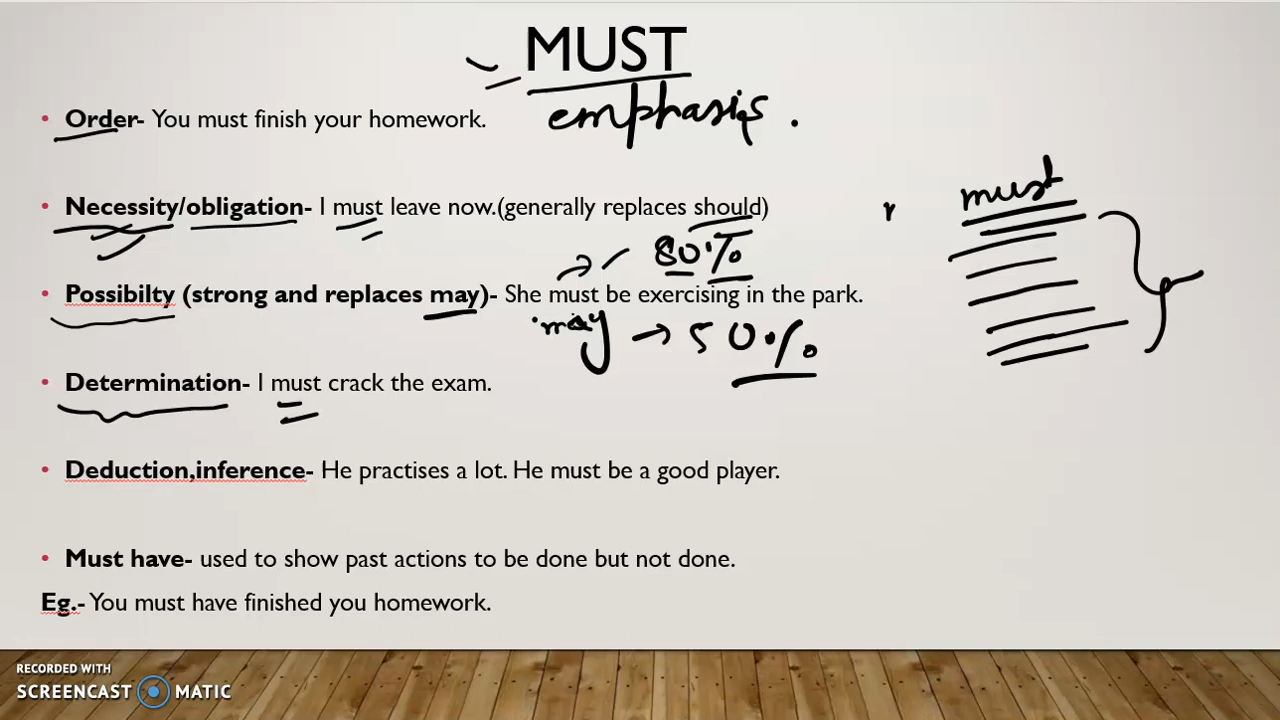 MUST
emphasis.
• Order- You must finish your homework.
must
• Necessity/obligation- I must leave now.(generally replaces should)
80%
• Possibilty (strong and replaces may)- She must be exercising in the park.
may → 50%
• Determination- I must crack the exam.
• Deduction,inference- He practises a lot. He must be a good player.
• Must have- used to show past actions to be done but not done.
Eg.- You must have finished you homework.
RECORDED WITH
SCREENCAST MATIC